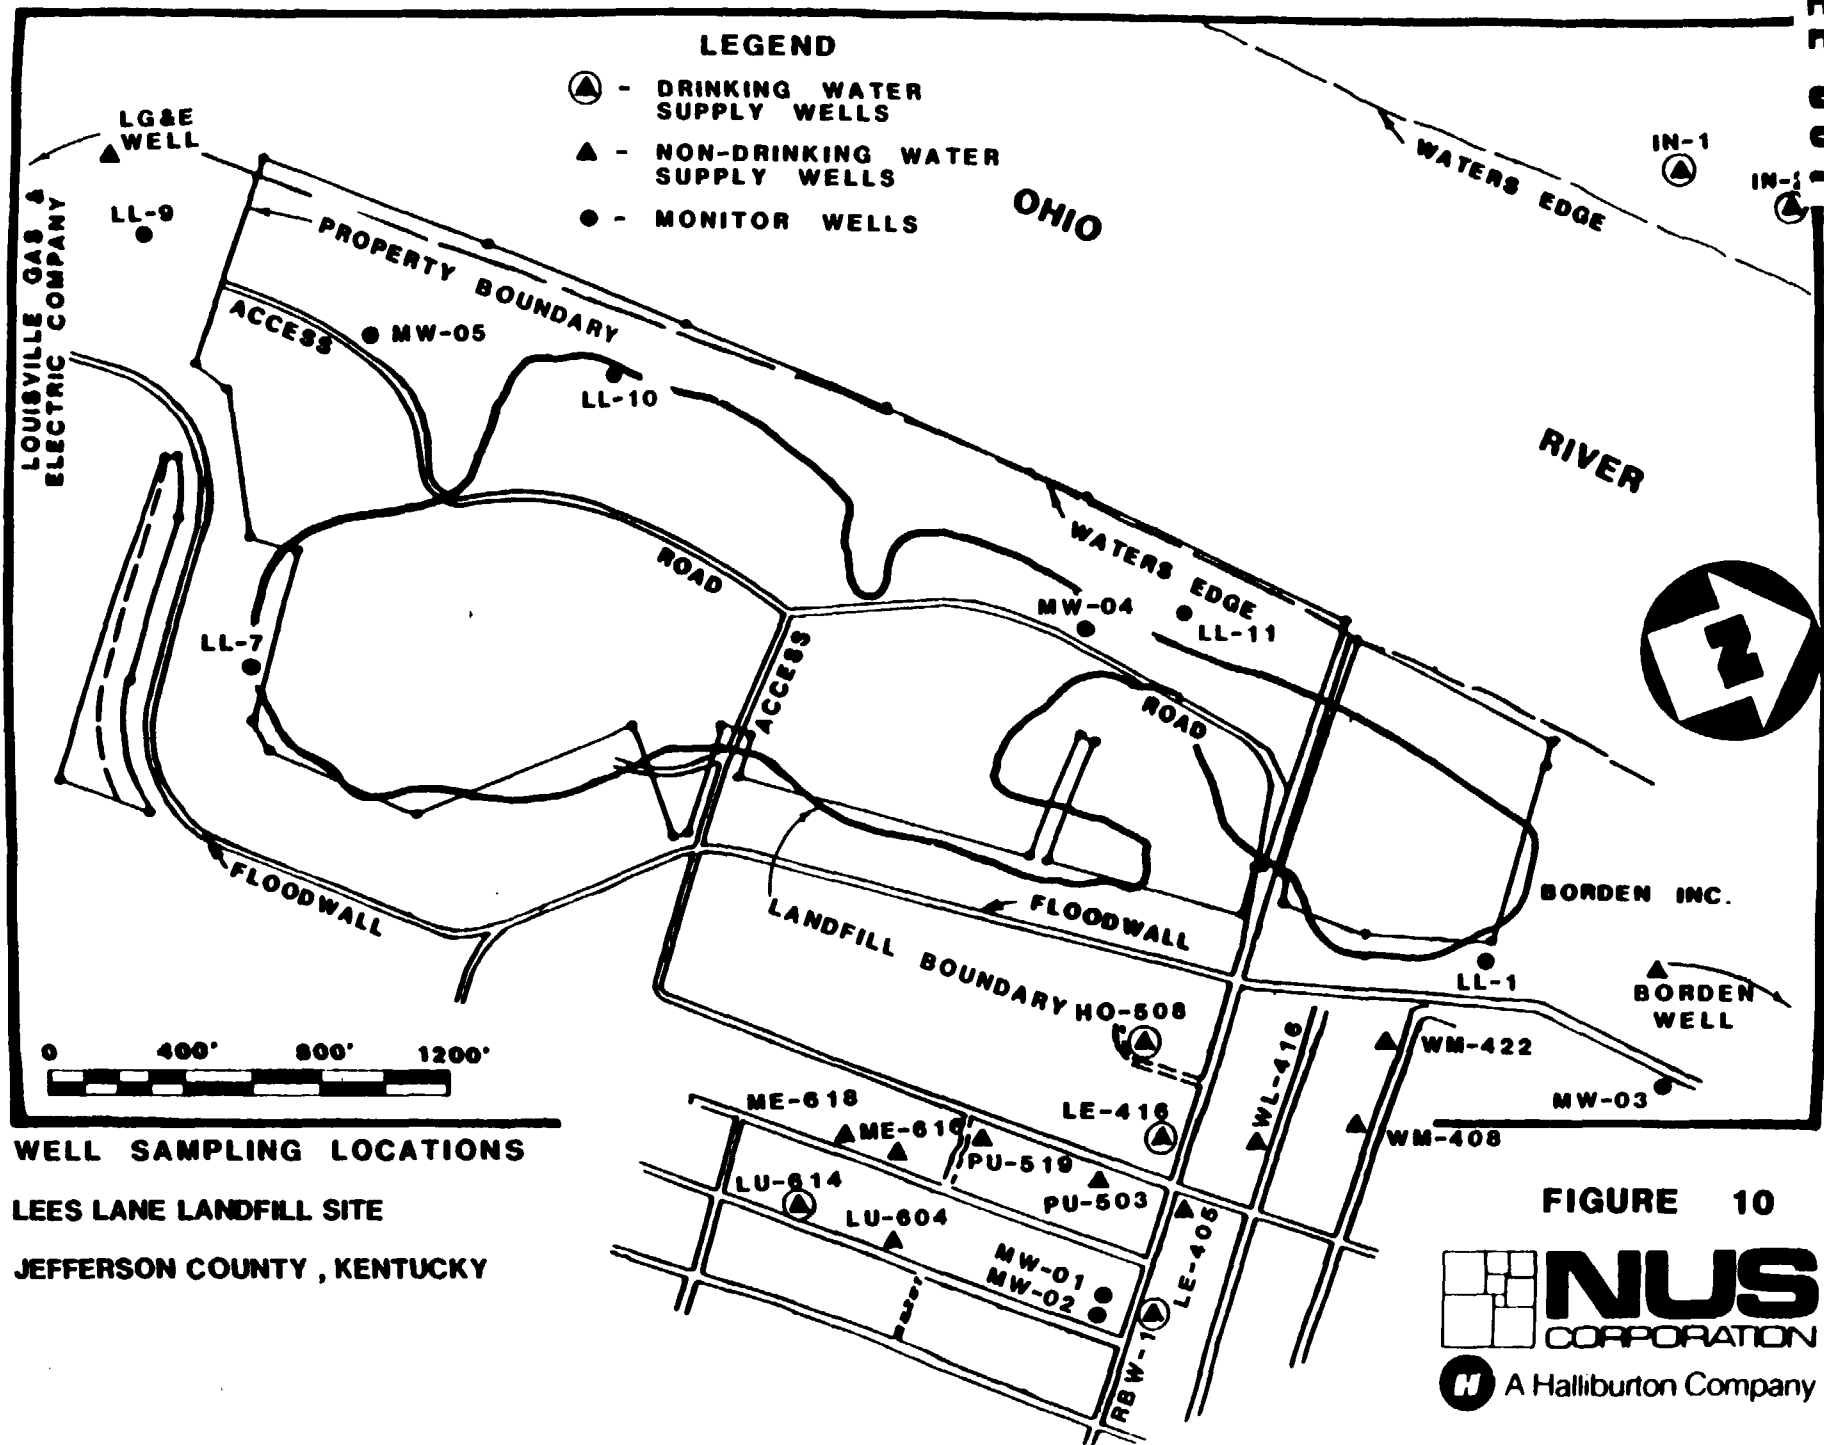 LEGEND
- DRINKING WATER
SUPPLY WELLS
- NON-DRINKING WATER
SUPPLY WELLS
- MONITOR WELLS
LG&E
WELL
LL-9
LOUISVILLE GAS &
ELECTRIC COMPANY
PROPERTY BOUNDARY
ACCESS
MW-05
LL-10
OHIO
WATERS EDGE
IN-1
RIVER
WATERS EDGE
ROAD
MW-04
LL-11
LL-7
ACCESS
ROAD
N
FLOODWALL
LANDFILL BOUNDARY
FLOODWALL
BORDEN INC.
LL-1
BORDEN
WELL
HO-508
WL-416
WM-422
MW-03
0 400' 800' 1200'
ME-618
ME-616
LE-416
WM-408
PU-519
PU-503
LU-614
LU-604
LE-405
MW-01
MW-02
RBW-1
WELL SAMPLING LOCATIONS
LEES LANE LANDFILL SITE
JEFFERSON COUNTY, KENTUCKY
FIGURE 10
NUS
CORPORATION
H A Halliburton Company